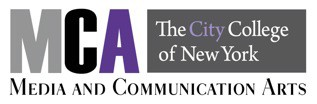 MCA
The City College
of New York
MEDIA AND COMMUNICATION ARTS